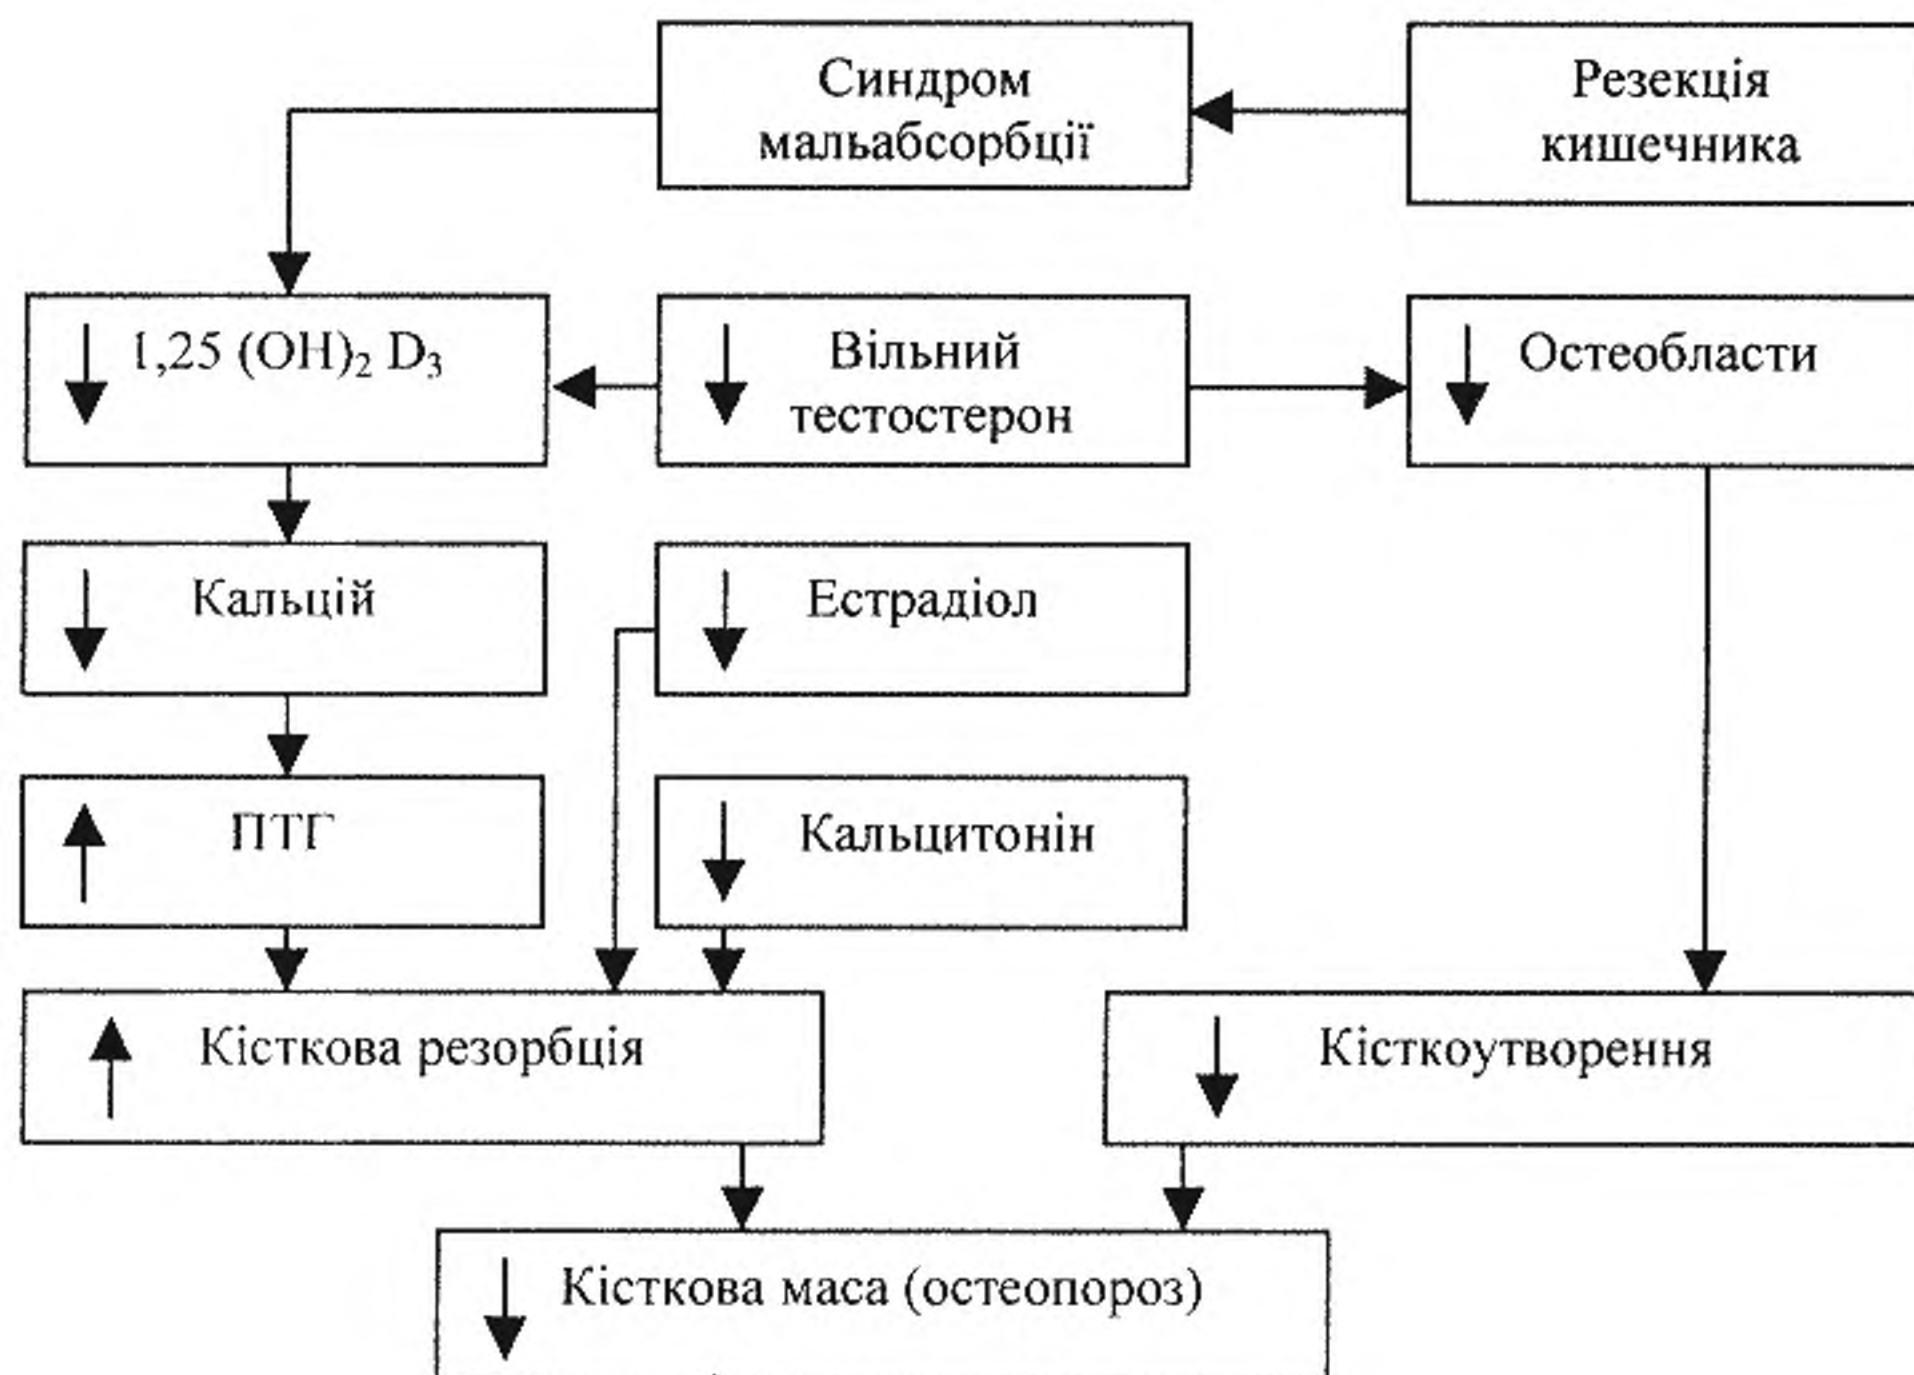 Синдром
мальабсорбції
Резекція
кишечника
1,25 (OH)₂ D₃
Вільний
тестостерон
Остеобласти
Кальцій
Естрадіол
ПТГ
Кальцитонін
Кісткова резорбція
Кісткоутворення
Кісткова маса (остеопороз)